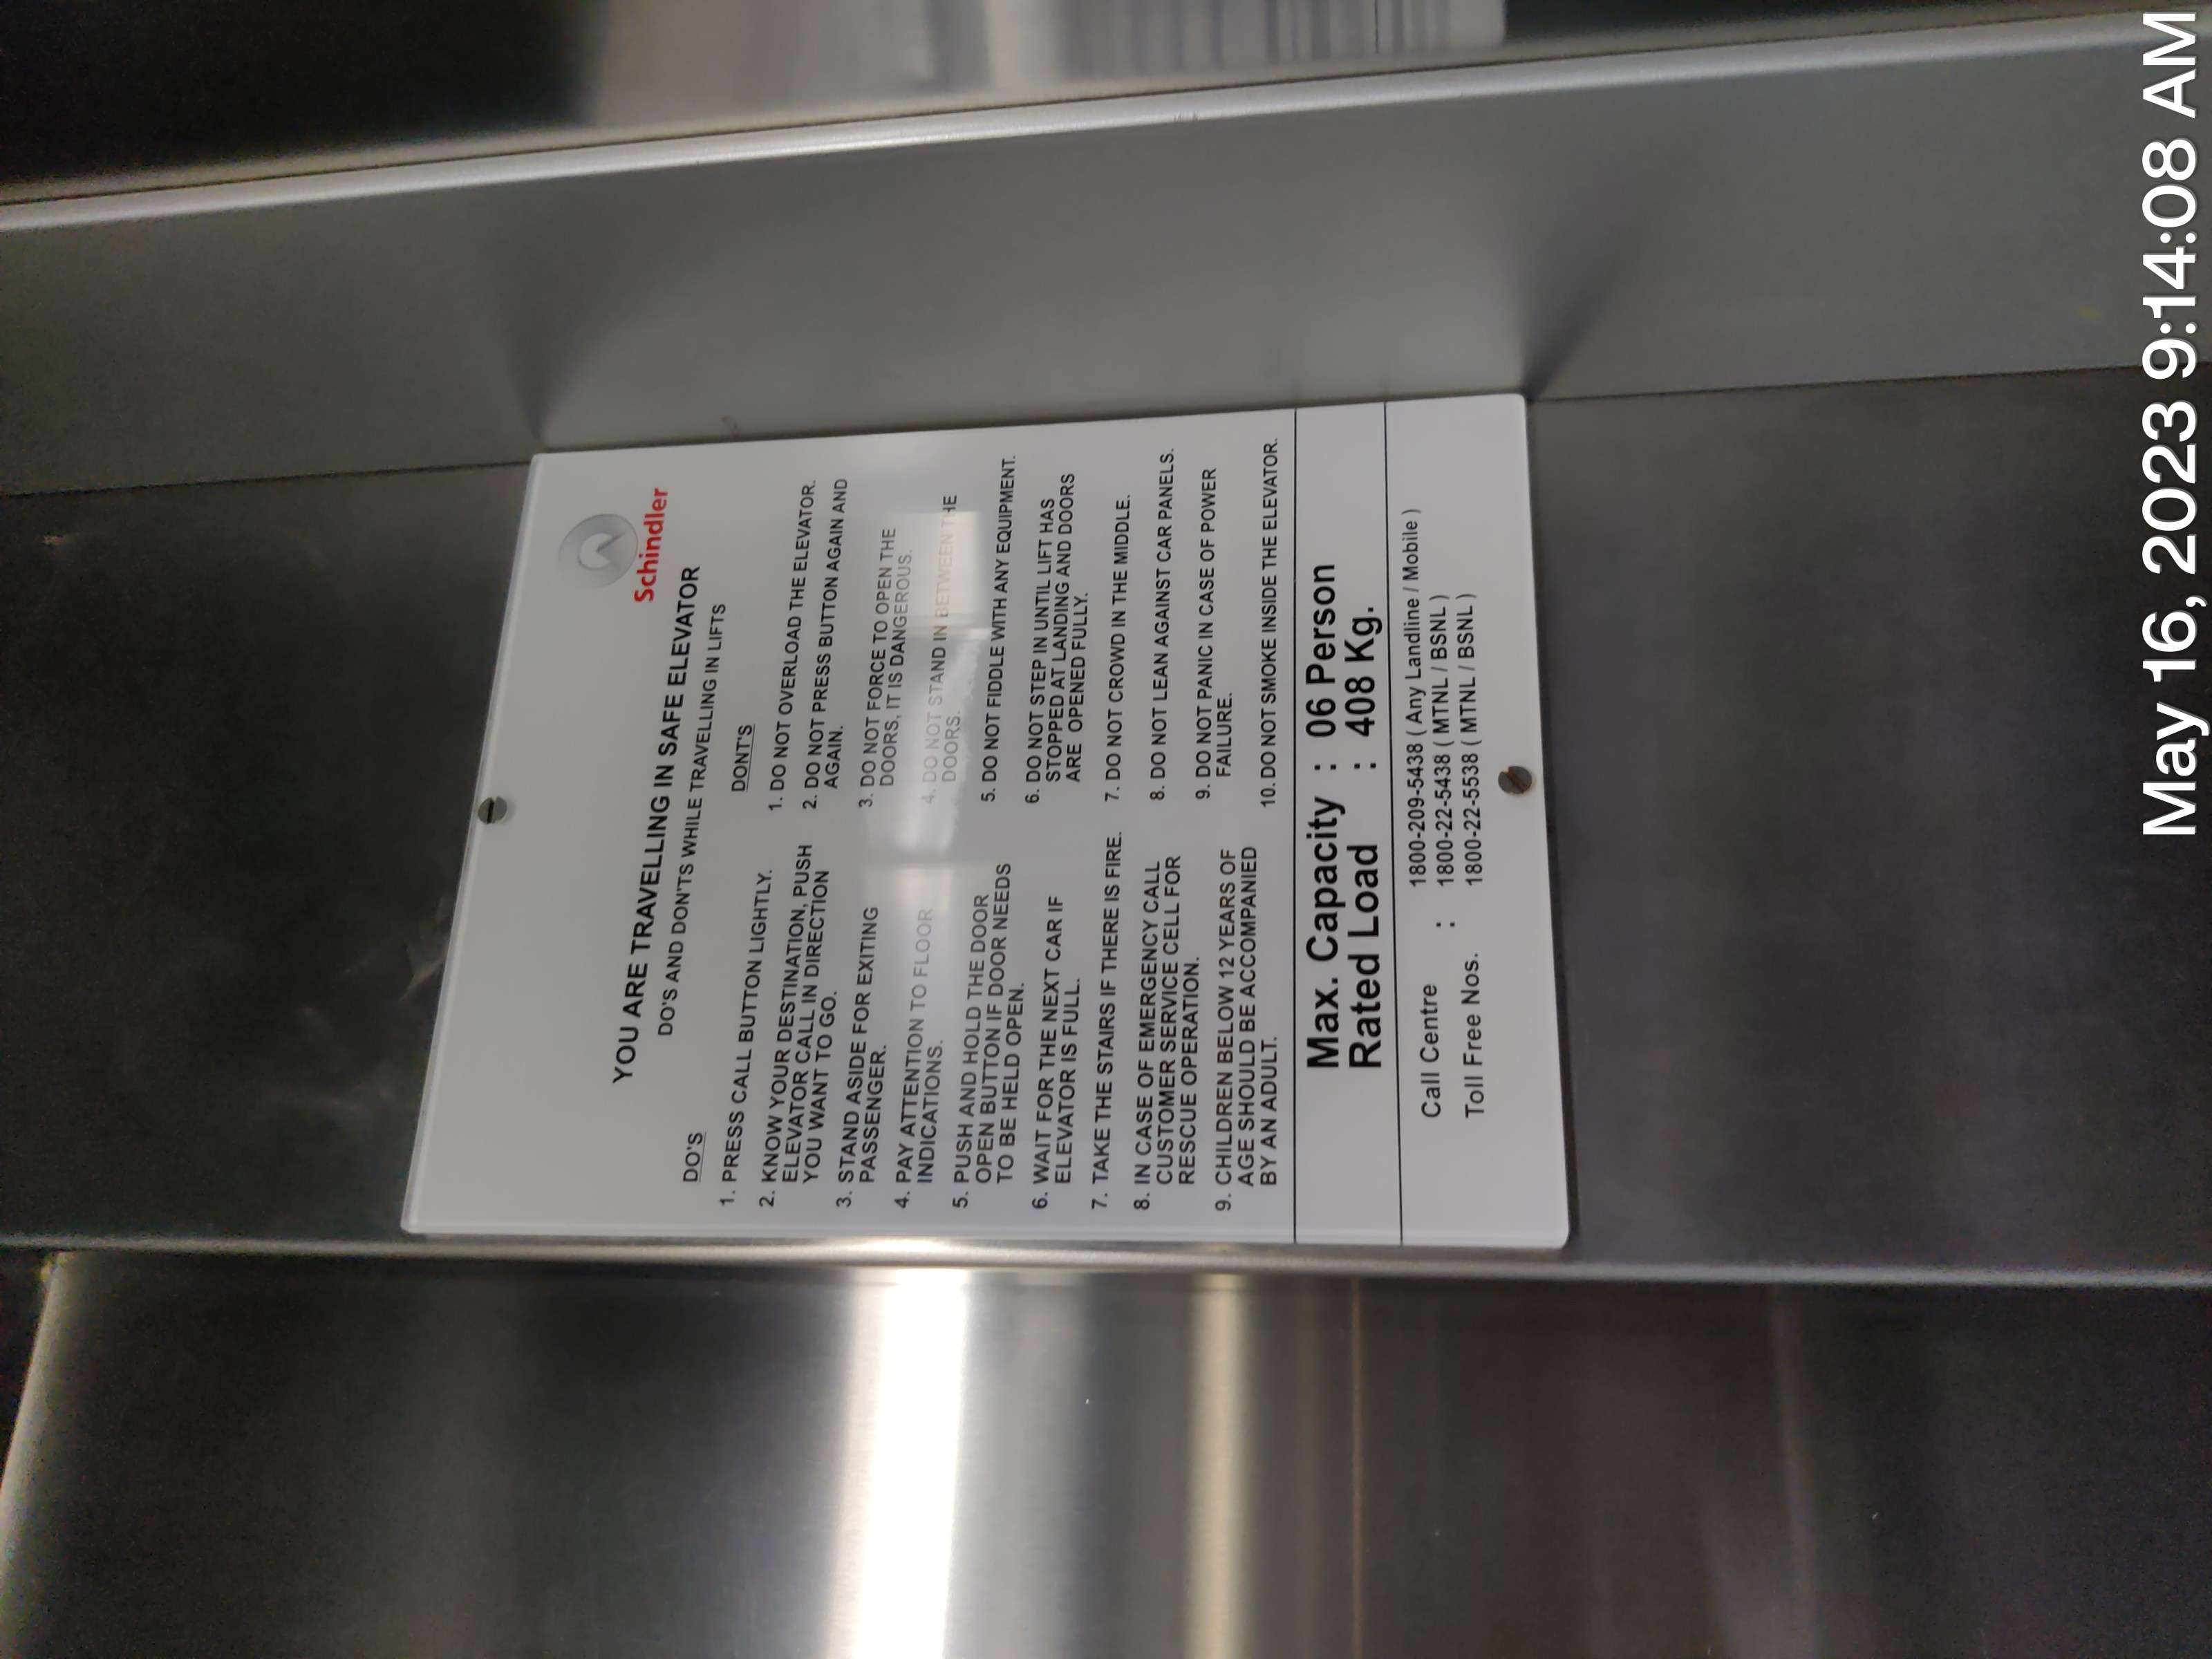 Schindler
YOU ARE TRAVELLING IN SAFE ELEVATOR
DO'S AND DON'TS WHILE TRAVELLING IN LIFTS
DO'S
1. PRESS CALL BUTTON LIGHTLY.
2. KNOW YOUR DESTINATION, PUSH
ELEVATOR CALL IN DIRECTION
YOU WANT TO GO.
3. STAND ASIDE FOR EXITING
PASSENGER.
4. PAY ATTENTION TO FLOOR
INDICATIONS.
5. PUSH AND HOLD THE DOOR
OPEN BUTTON IF DOOR NEEDS
TO BE HELD OPEN.
6. WAIT FOR THE NEXT CAR IF
ELEVATOR IS FULL.
7. TAKE THE STAIRS IF THERE IS FIRE.
8. IN CASE OF EMERGENCY CALL
CUSTOMER SERVICE CELL FOR
RESCUE OPERATION.
9. CHILDREN BELOW 12 YEARS OF
AGE SHOULD BE ACCOMPANIED
BY AN ADULT.
DONT'S
1. DO NOT OVERLOAD THE ELEVATOR.
2. DO NOT PRESS BUTTON AGAIN AND
AGAIN.
3. DO NOT FORCE TO OPEN THE
DOORS, IT IS DANGEROUS.
4. DO NOT STAND IN BETWEEN THE
DOORS.
5. DO NOT FIDDLE WITH ANY EQUIPMENT.
6. DO NOT STEP IN UNTIL LIFT HAS
STOPPED AT LANDING AND DOORS
ARE OPENED FULLY.
7. DO NOT CROWD IN THE MIDDLE.
8. DO NOT LEAN AGAINST CAR PANELS.
9. DO NOT PANIC IN CASE OF POWER
FAILURE.
10. DO NOT SMOKE INSIDE THE ELEVATOR.
Max. Capacity : 06 Person
Rated Load : 408 Kg.
1800-209-5438 ( Any Landline / Mobile )
Call Centre : 1800-22-5438 ( MTNL / BSNL )
Toll Free Nos. 1800-22-5538 ( MTNL / BSNL )
May 16, 2023 9:14:08 AM